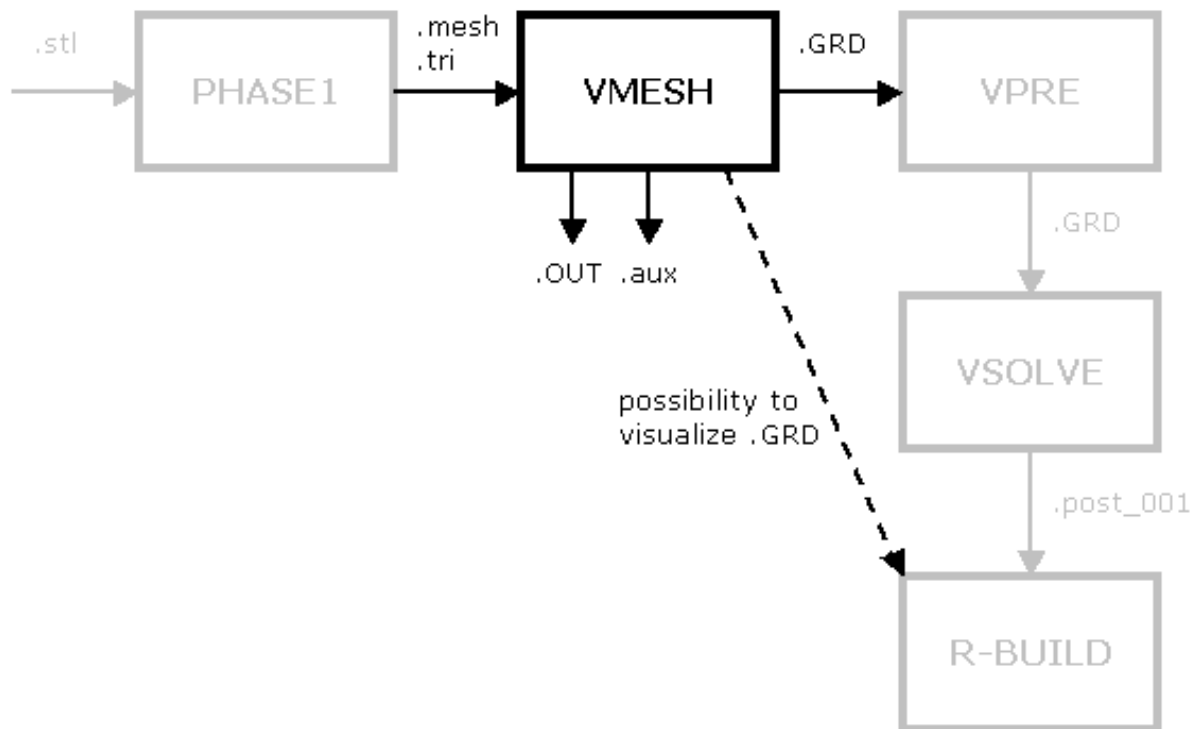 .stl
PHASE1
.mesh
.tri
VMESH
.GRD
VPRE
.OUT .aux
.GRD
VSOLVE
possibility to
visualize .GRD
.post_001
R-BUILD